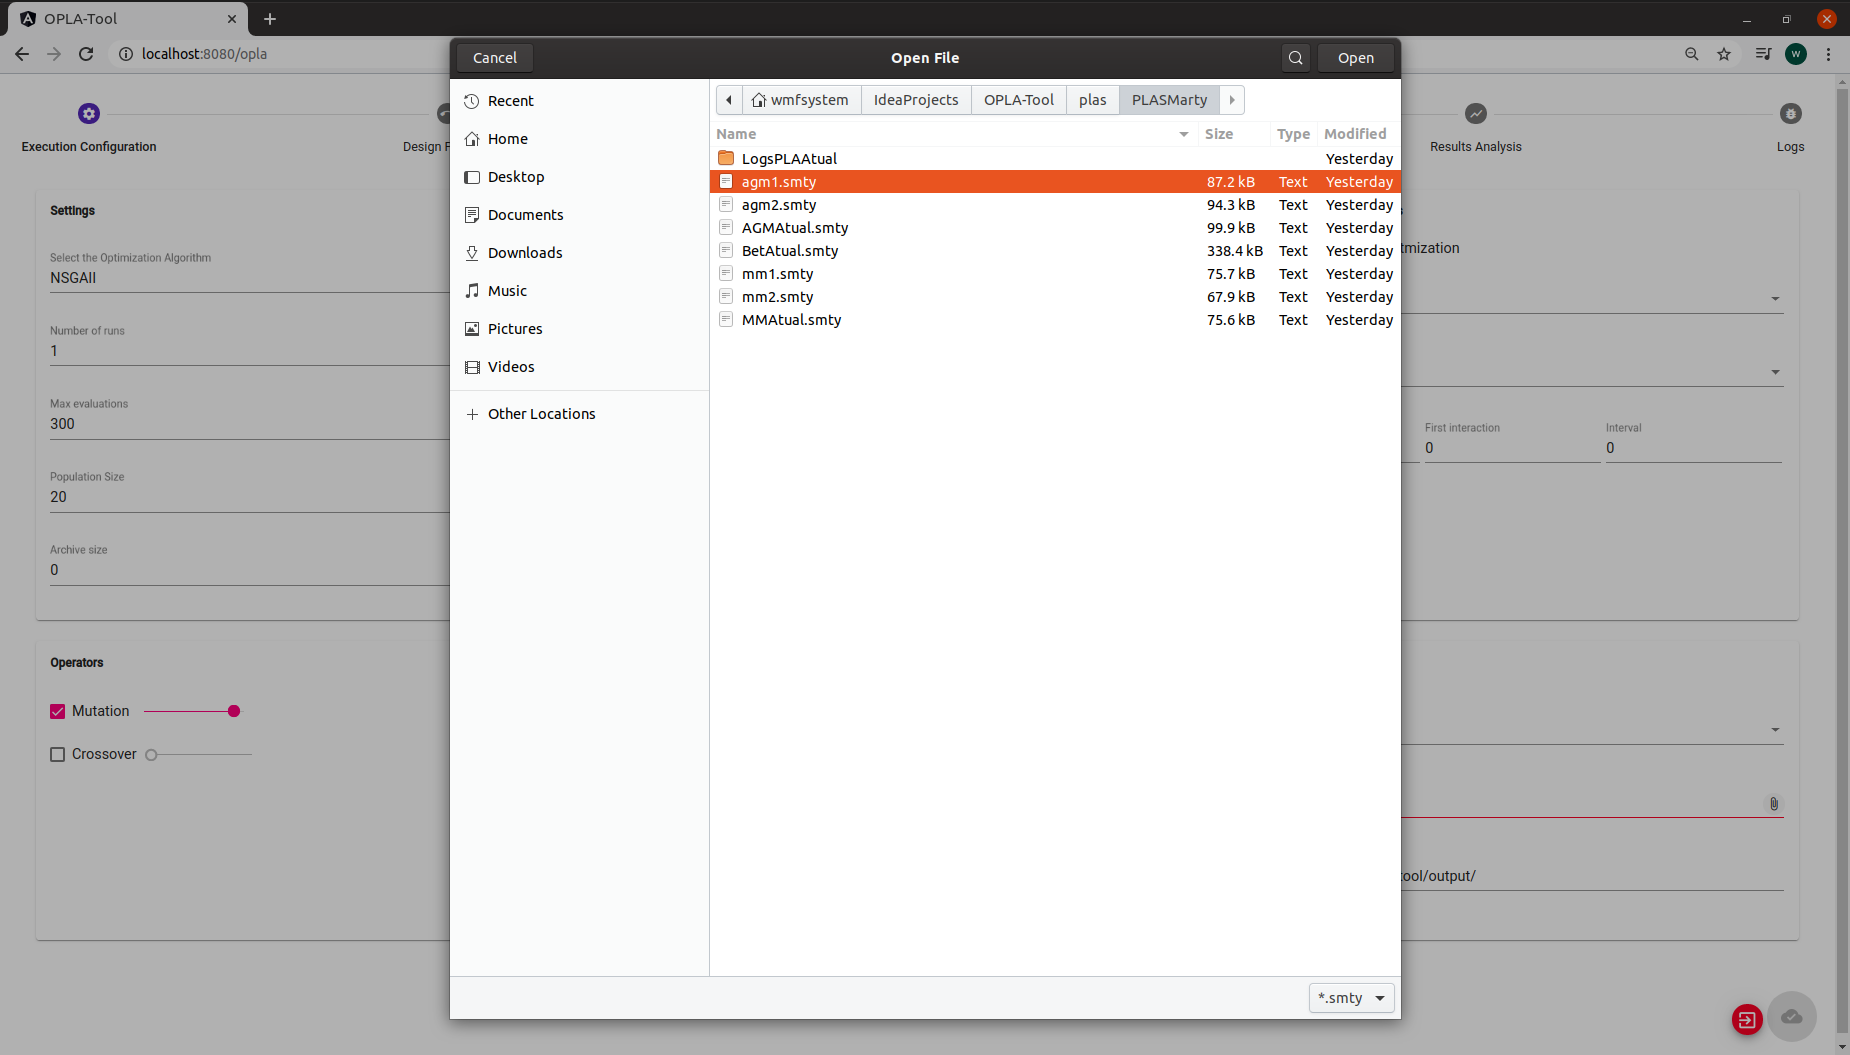 OPLA-Tool
localhost:8080/opla
W
Cancel
Open File
Open
Recent
Home
Desktop
Documents
Downloads
Music
Pictures
Videos
Other Locations
wmfsystem IdeaProjects OPLA-Tool plas PLASMarty
Name Size Type Modified
LogsPLAAtual Yesterday
agm1.smty 87.2 kB Text Yesterday
agm2.smty 94.3 kB Text Yesterday
AGMAtual.smty 99.9 kB Text Yesterday
BetAtual.smty 338.4 kB Text Yesterday
mm1.smty 75.7 kB Text Yesterday
mm2.smty 67.9 kB Text Yesterday
MMAtual.smty 75.6 kB Text Yesterday
*.smty
Execution Configuration
Design
Results Analysis
Logs
Settings
Select the Optimization Algorithm
NSGAII
Number of runs
1
Max evaluations
300
Population Size
20
Archive size
0
tmization
First interaction
0
Interval
0
Operators
Mutation
Crossover
tool/output/